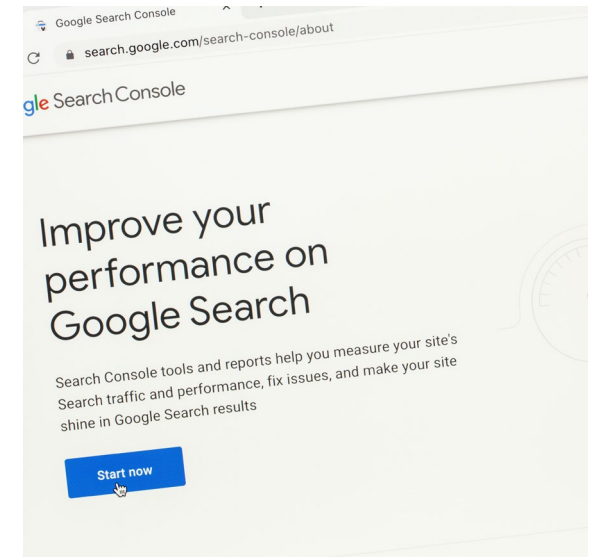 Google Search Console
search.google.com/search-console/about
gle Search Console
Improve your
performance on
Google Search
Search Console tools and reports help you measure your site's
Search traffic and performance, fix issues, and make your site
shine in Google Search results
Start now